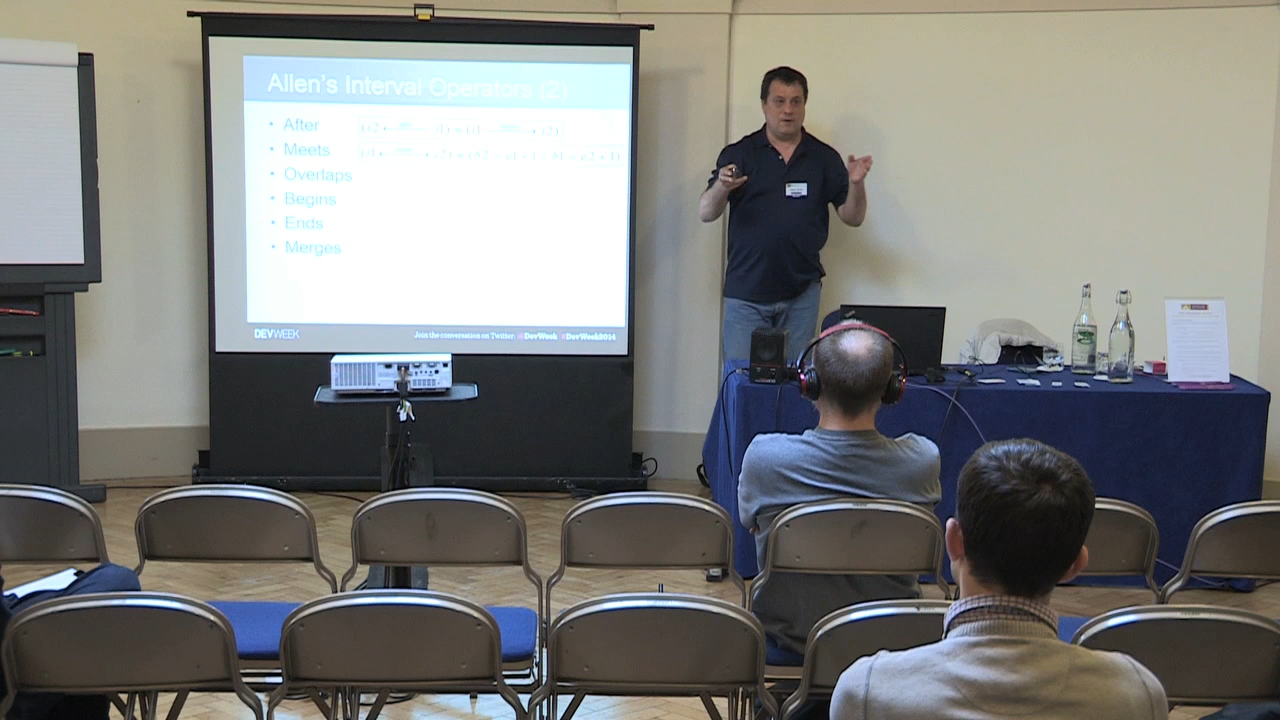 Allen's Interval Operators (2)
• After
• Meets
• Overlaps
• Begins
• Ends
• Merges
DEVWEEK
Join the conversation on Twitter: @DevWeek #DevWeek2014